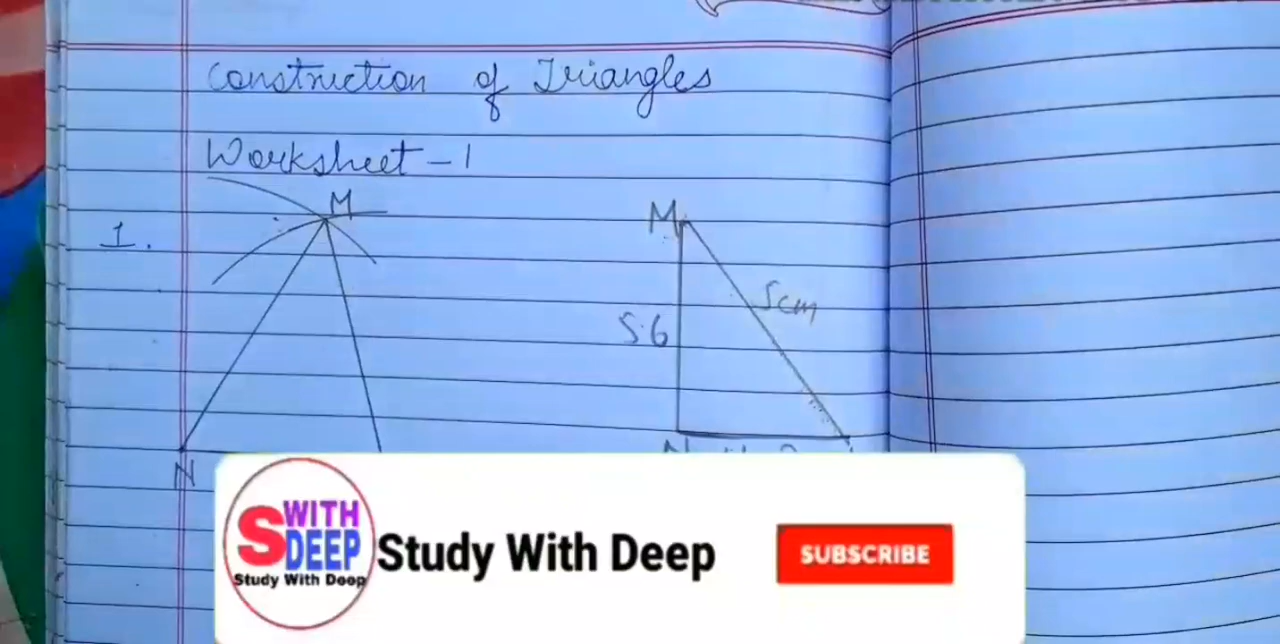 Construction of Triangles
Worksheet - 1
1.
M
M
5cm
5.6
N
N
S WITH DEEP
Study With Deep
Study With Deep
SUBSCRIBE